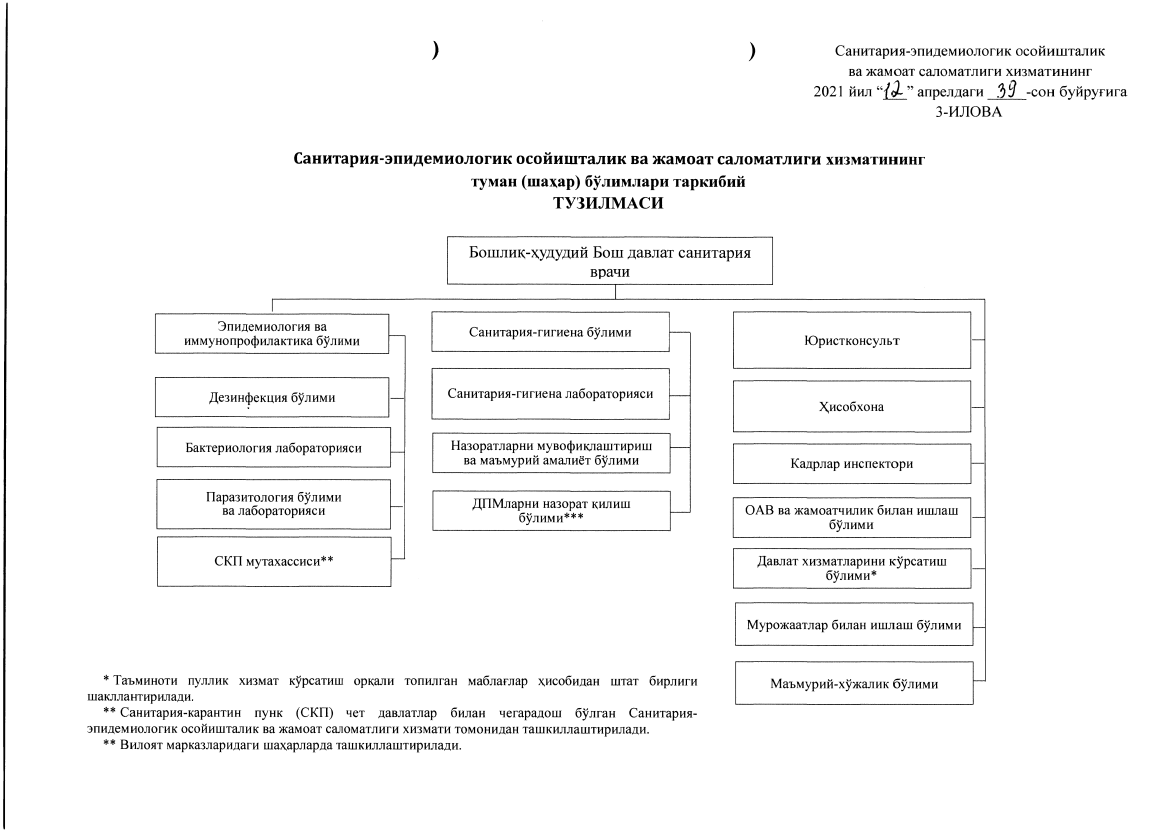 )
)
Санитария-эпидемиологик осойишталик
ва жамоат саломатлиги хизматининг
2021 йил “12” апрелдаги 39 -сон буйруғига
3-ИЛОВА
Санитария-эпидемиологик осойишталик ва жамоат саломатлиги хизматининг
туман (шаҳар) бўлимлари таркибий
ТУЗИЛМАСИ
Бошлиқ-ҳудудий Бош давлат санитария
врачи
Эпидемиология ва
иммунопрофилактика бўлими
Дезинфекция бўлими
Бактериология лабораторияси
Паразитология бўлими
ва лабораторияси
СКП мутахассиси**
Санитария-гигиена бўлими
Санитария-гигиена лабораторияси
Назоратларни мувофиқлаштириш
ва маъмурий амалиёт бўлими
ДПМларни назорат қилиш
бўлими***
Юристконсульт
Ҳисобхона
Кадрлар инспектори
ОАВ ва жамоатчилик билан ишлаш
бўлими
Давлат хизматларини кўрсатиш
бўлими*
Мурожаатлар билан ишлаш бўлими
Маъмурий-хўжалик бўлими
* Таъминоти пуллик хизмат кўрсатиш орқали топилган маблағлар ҳисобидан штат бирлиги
шакллантирилади.
** Санитария-карантин пунк (СКП) чет давлатлар билан чегарадош бўлган Санитария-
эпидемиологик осойишталик ва жамоат саломатлиги хизмати томонидан ташкиллаштирилади.
** Вилоят марказларидаги шаҳарларда ташкиллаштирилади.